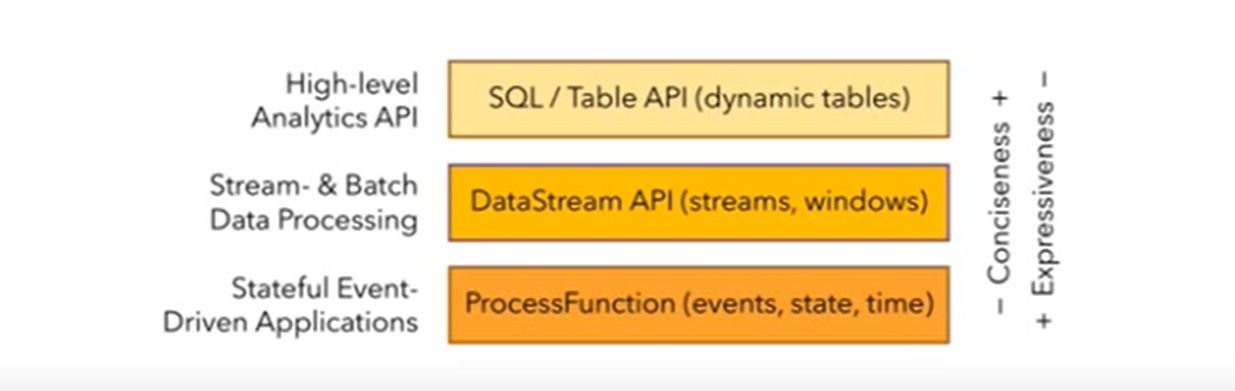 High-level
Analytics API
SQL / Table API (dynamic tables)
Stream- & Batch
Data Processing
DataStream API (streams, windows)
Stateful Event-
Driven Applications
ProcessFunction (events, state, time)
– Conciseness +
+ Expressiveness –